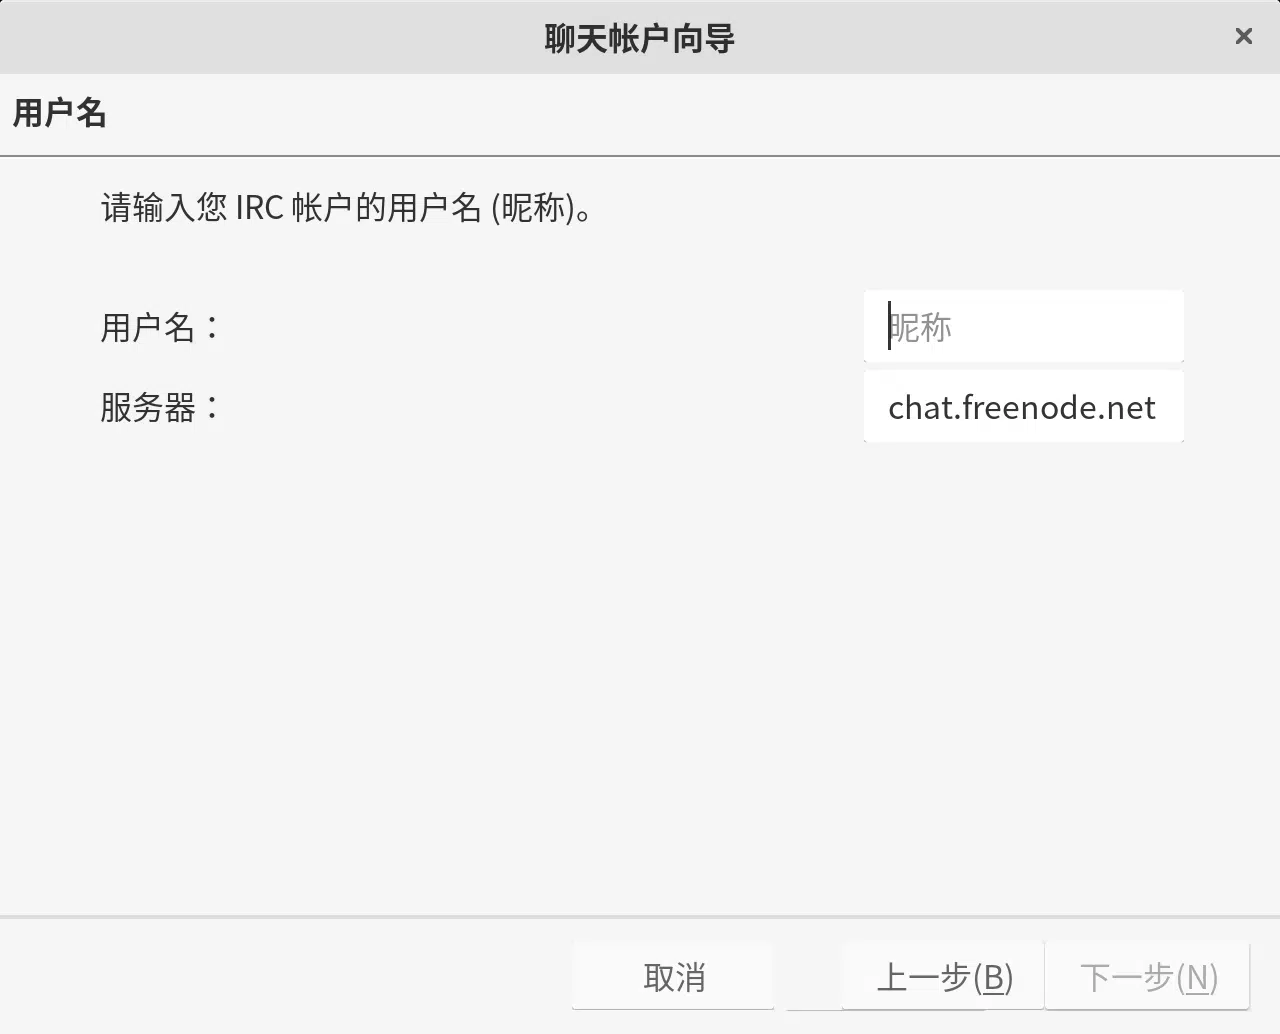 聊天帐户向导
用户名
请输入您 IRC 帐户的用户名 (昵称)。
用户名： 昵称
服务器： chat.freenode.net
取消 上一步(B) 下一步(N)